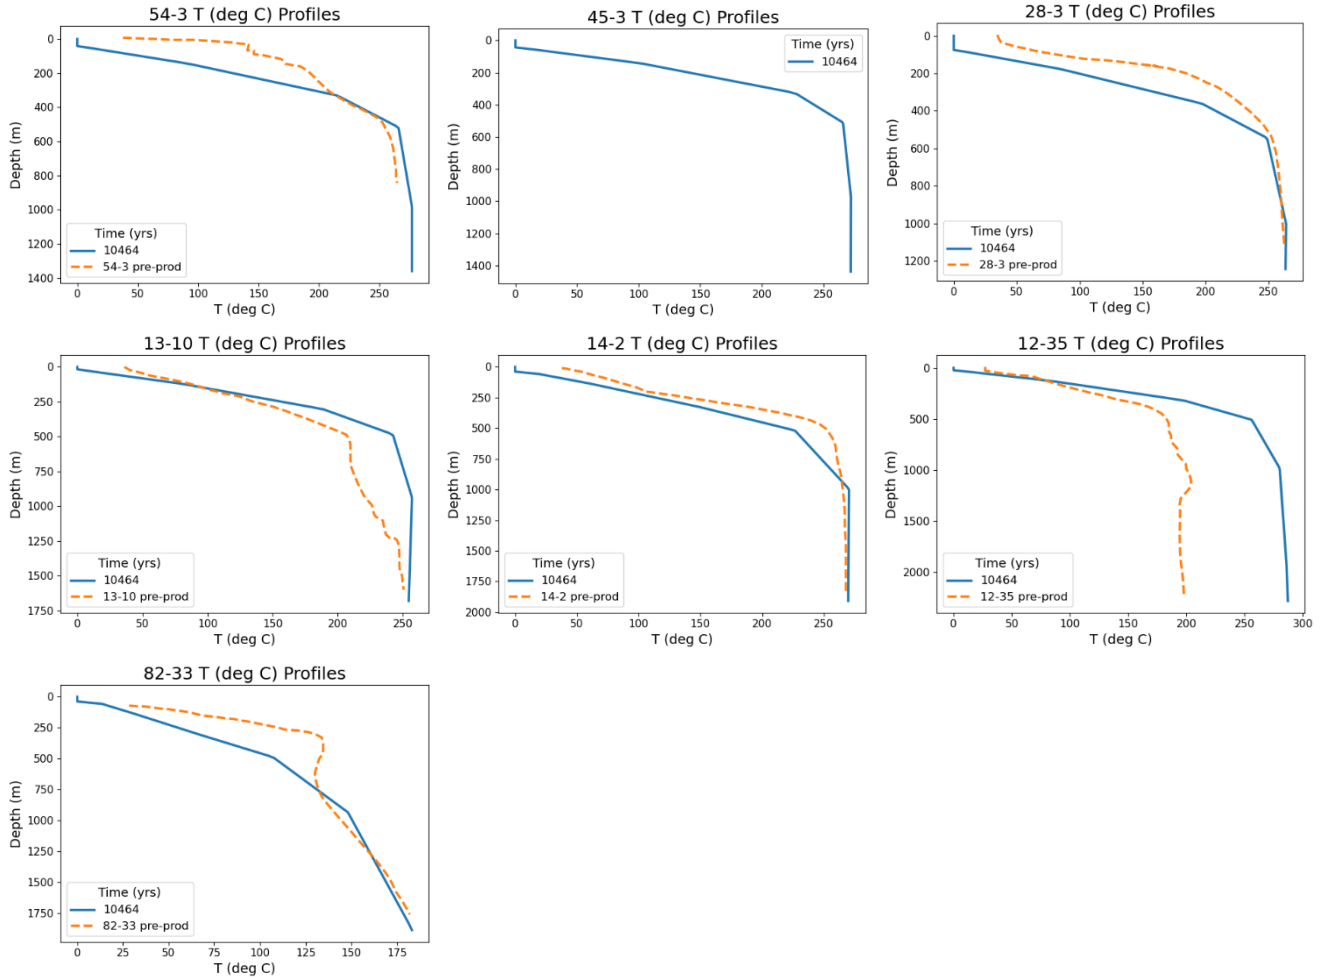 54-3 T (deg C) Profiles
0
200
400
600
800
1000
1200
1400
Depth (m)
Time (yrs)
10464
54-3 pre-prod
0 50 100 150 200 250
T (deg C)
45-3 T (deg C) Profiles
0
200
400
600
800
1000
1200
1400
Depth (m)
Time (yrs)
10464
0 50 100 150 200 250
T (deg C)
28-3 T (deg C) Profiles
0
200
400
600
800
1000
1200
Depth (m)
Time (yrs)
10464
28-3 pre-prod
0 50 100 150 200 250
T (deg C)
13-10 T (deg C) Profiles
0
250
500
750
1000
1250
1500
1750
Depth (m)
Time (yrs)
10464
13-10 pre-prod
0 50 100 150 200 250
T (deg C)
14-2 T (deg C) Profiles
0
250
500
750
1000
1250
1500
1750
2000
Depth (m)
Time (yrs)
10464
14-2 pre-prod
0 50 100 150 200 250
T (deg C)
12-35 T (deg C) Profiles
0
500
1000
1500
2000
Depth (m)
Time (yrs)
10464
12-35 pre-prod
0 50 100 150 200 250 300
T (deg C)
82-33 T (deg C) Profiles
0
250
500
750
1000
1250
1500
1750
Depth (m)
Time (yrs)
10464
82-33 pre-prod
0 25 50 75 100 125 150 175
T (deg C)